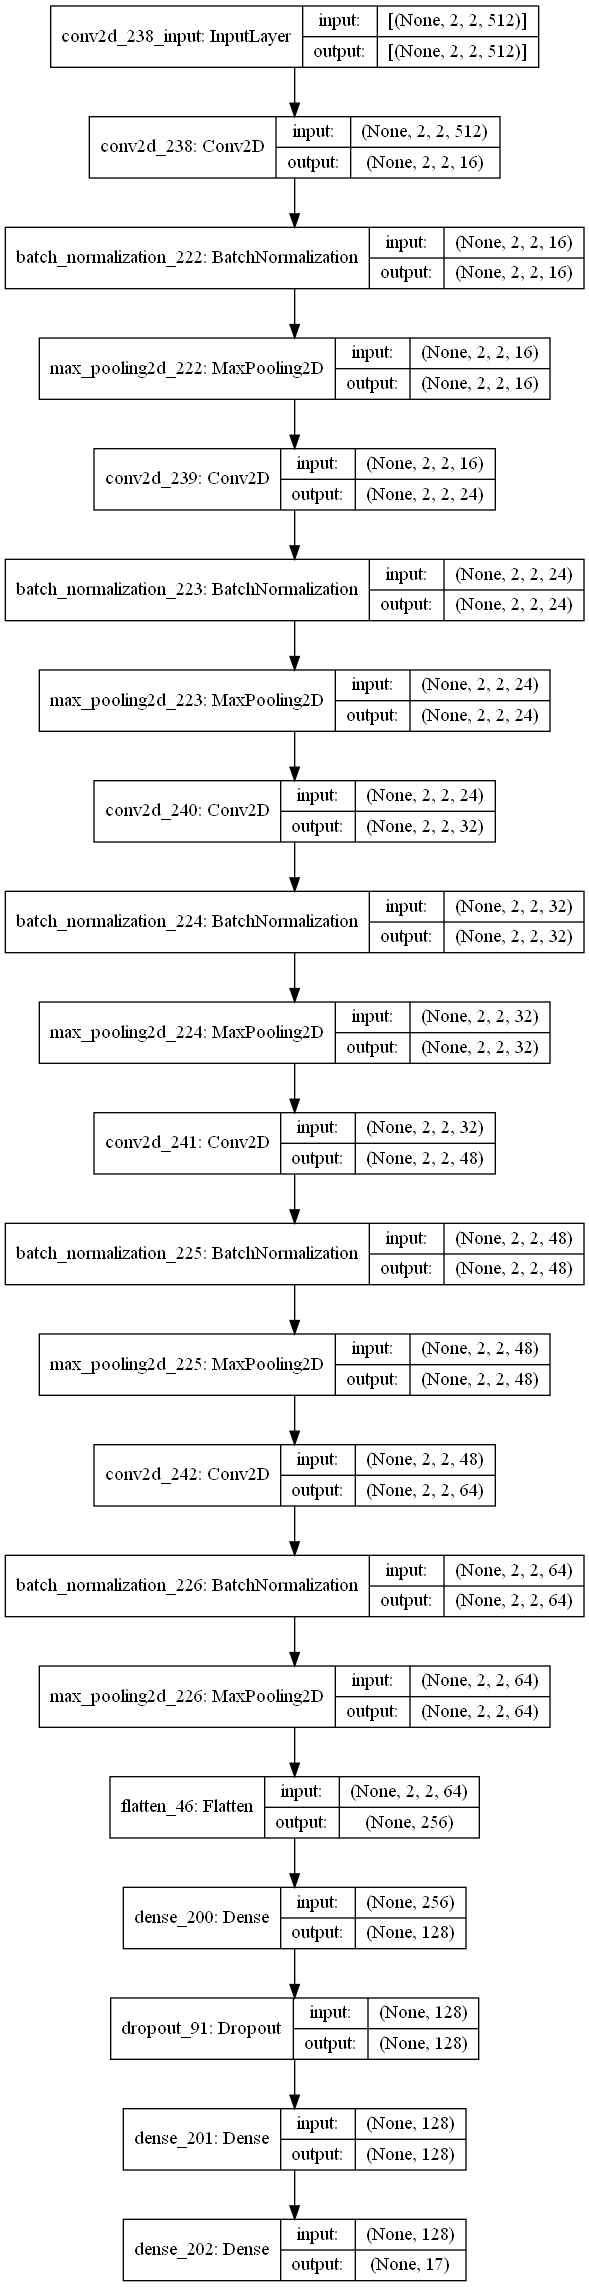 conv2d_238_input: InputLayer
input: [(None, 2, 2, 512)]
output: [(None, 2, 2, 512)]
conv2d_238: Conv2D
input: (None, 2, 2, 512)
output: (None, 2, 2, 16)
batch_normalization_222: BatchNormalization
input: (None, 2, 2, 16)
output: (None, 2, 2, 16)
max_pooling2d_222: MaxPooling2D
input: (None, 2, 2, 16)
output: (None, 2, 2, 16)
conv2d_239: Conv2D
input: (None, 2, 2, 16)
output: (None, 2, 2, 24)
batch_normalization_223: BatchNormalization
input: (None, 2, 2, 24)
output: (None, 2, 2, 24)
max_pooling2d_223: MaxPooling2D
input: (None, 2, 2, 24)
output: (None, 2, 2, 24)
conv2d_240: Conv2D
input: (None, 2, 2, 24)
output: (None, 2, 2, 32)
batch_normalization_224: BatchNormalization
input: (None, 2, 2, 32)
output: (None, 2, 2, 32)
max_pooling2d_224: MaxPooling2D
input: (None, 2, 2, 32)
output: (None, 2, 2, 32)
conv2d_241: Conv2D
input: (None, 2, 2, 32)
output: (None, 2, 2, 48)
batch_normalization_225: BatchNormalization
input: (None, 2, 2, 48)
output: (None, 2, 2, 48)
max_pooling2d_225: MaxPooling2D
input: (None, 2, 2, 48)
output: (None, 2, 2, 48)
conv2d_242: Conv2D
input: (None, 2, 2, 48)
output: (None, 2, 2, 64)
batch_normalization_226: BatchNormalization
input: (None, 2, 2, 64)
output: (None, 2, 2, 64)
max_pooling2d_226: MaxPooling2D
input: (None, 2, 2, 64)
output: (None, 2, 2, 64)
flatten_46: Flatten
input: (None, 2, 2, 64)
output: (None, 256)
dense_200: Dense
input: (None, 256)
output: (None, 128)
dropout_91: Dropout
input: (None, 128)
output: (None, 128)
dense_201: Dense
input: (None, 128)
output: (None, 128)
dense_202: Dense
input: (None, 128)
output: (None, 17)